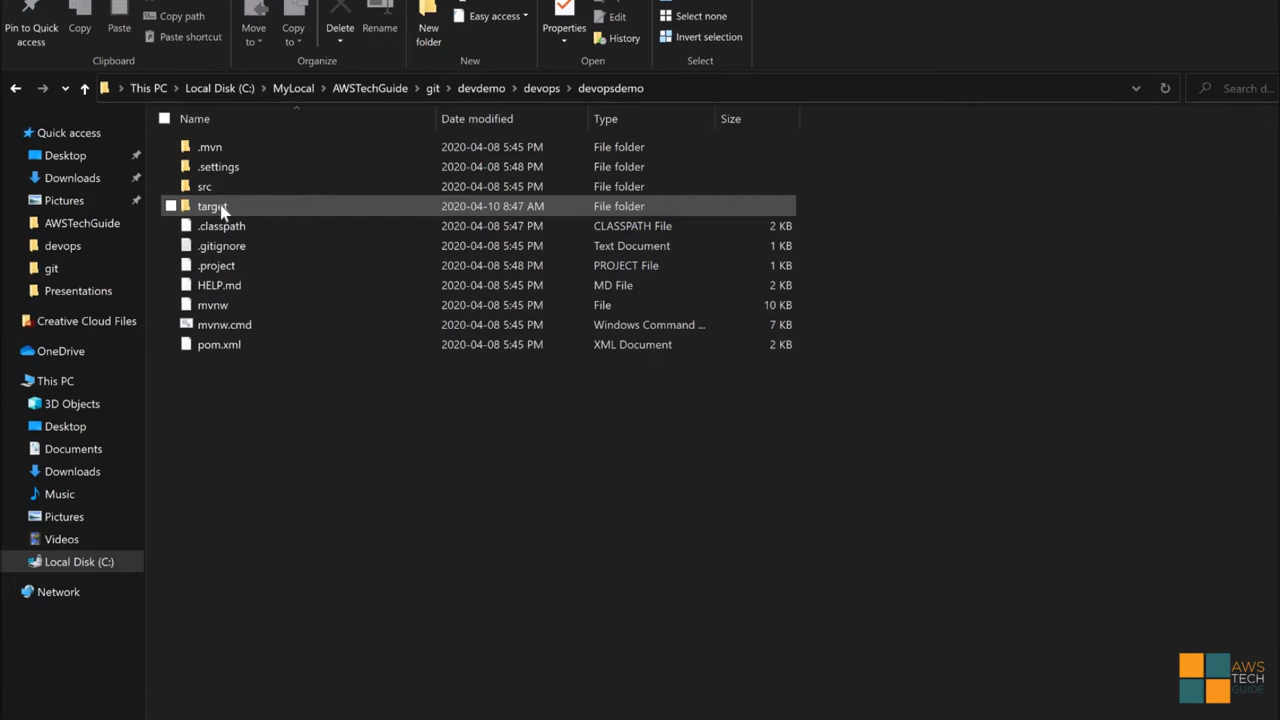 Pin to Quick access
Copy
Paste
Copy path
Paste shortcut
Clipboard
Move to
Copy to
Delete
Rename
Organize
New folder
Easy access
New
Properties
Edit
History
Open
Select none
Invert selection
Select
This PC > Local Disk (C:) > MyLocal > AWSTechGuide > git > devdemo > devops > devopsdemo
Search dev
Name Date modified Type Size
.mvn 2020-04-08 5:45 PM File folder
.settings 2020-04-08 5:48 PM File folder
src 2020-04-08 5:45 PM File folder
target 2020-04-10 8:47 AM File folder
.classpath 2020-04-08 5:47 PM CLASSPATH File 2 KB
.gitignore 2020-04-08 5:45 PM Text Document 1 KB
.project 2020-04-08 5:48 PM PROJECT File 1 KB
HELP.md 2020-04-08 5:45 PM MD File 2 KB
mvnw 2020-04-08 5:45 PM File 10 KB
mvnw.cmd 2020-04-08 5:45 PM Windows Command ... 7 KB
pom.xml 2020-04-08 5:45 PM XML Document 2 KB
Quick access
Desktop
Downloads
Pictures
AWSTechGuide
devops
git
Presentations
Creative Cloud Files
OneDrive
This PC
3D Objects
Desktop
Documents
Downloads
Music
Pictures
Videos
Local Disk (C:)
Network
AWS
TECH
GUIDE